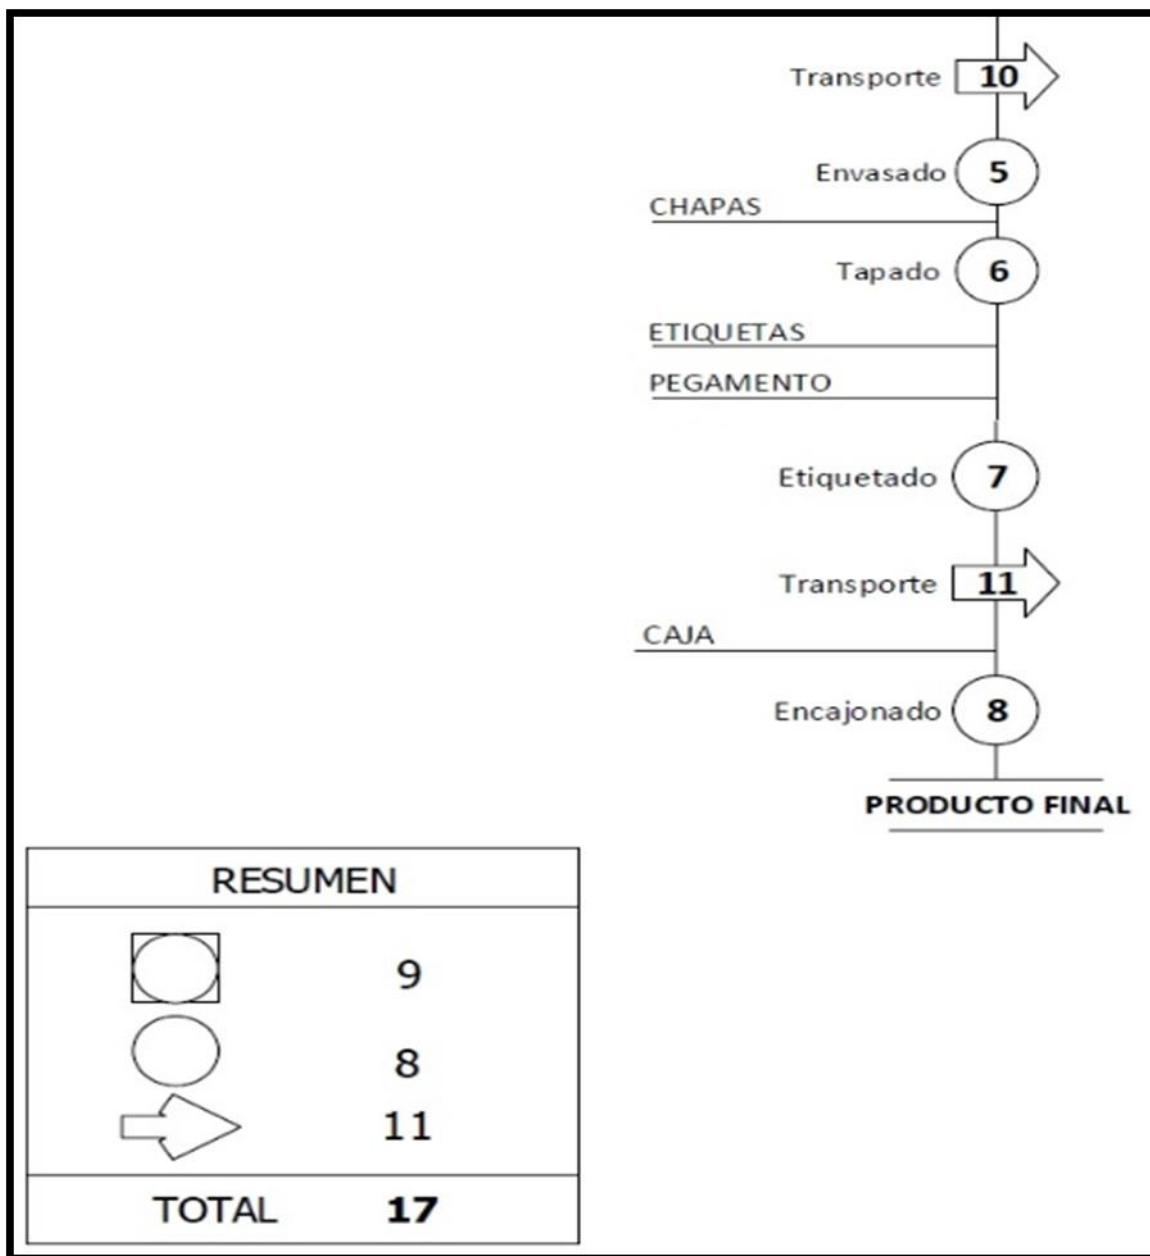 Transporte 10
Envasado 5
CHAPAS
Tapado 6
ETIQUETAS
PEGAMENTO
Etiquetado 7
Transporte 11
CAJA
Encajonado 8
PRODUCTO FINAL
RESUMEN
9
8
11
TOTAL 17